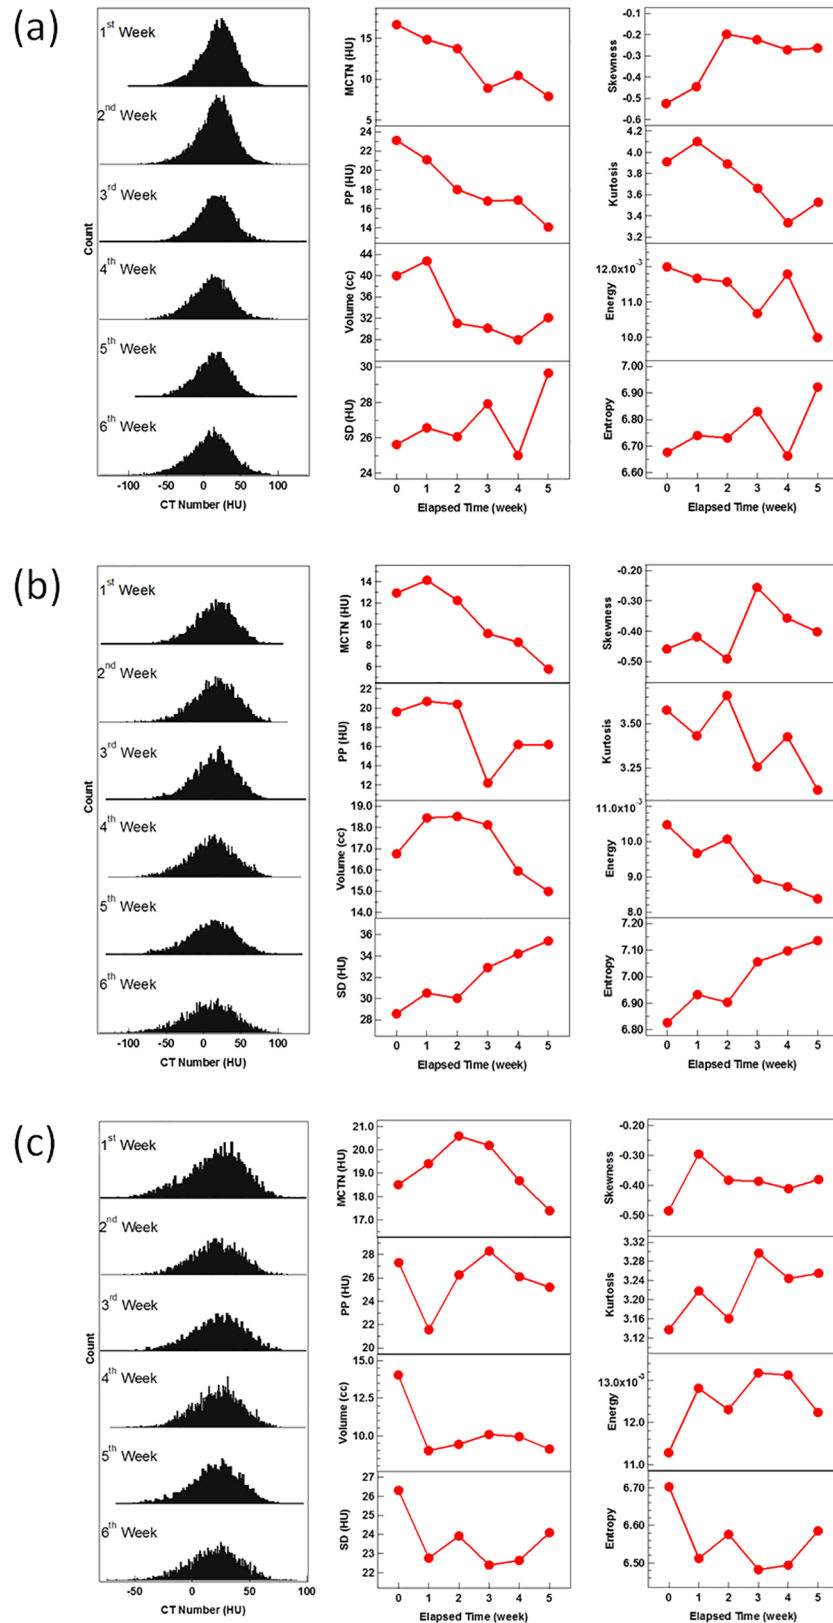 (a)
1st Week
2nd Week
3rd Week
4th Week
5th Week
6th Week
Count
-100 -50 0 50 100
CT Number (HU)
MCTN (HU)
15
10
5
PP (HU)
24
22
20
18
16
14
Volume (cc)
44
40
36
32
28
SD (HU)
30
28
26
24
0 1 2 3 4 5
Elapsed Time (week)
Skewness
-0.1
-0.2
-0.3
-0.4
-0.5
-0.6
Kurtosis
4.2
4.0
3.8
3.6
3.4
3.2
Energy
12.0x10-3
11.0
10.0
Entropy
7.00
6.90
6.80
6.70
6.60
0 1 2 3 4 5
Elapsed Time (week)
(b)
1st Week
2nd Week
3rd Week
4th Week
5th Week
6th Week
Count
-100 -50 0 50 100
CT Number (HU)
MCTN (HU)
14
12
10
8
6
PP (HU)
22
20
18
16
14
12
Volume (cc)
19.0
18.0
17.0
16.0
15.0
14.0
SD (HU)
36
34
32
30
28
0 1 2 3 4 5
Elapsed Time (week)
Skewness
-0.20
-0.30
-0.40
-0.50
Kurtosis
3.50
3.25
Energy
11.0x10-3
10.0
9.0
8.0
Entropy
7.20
7.10
7.00
6.90
6.80
0 1 2 3 4 5
Elapsed Time (week)
(c)
1st Week
2nd Week
3rd Week
4th Week
5th Week
6th Week
Count
-50 0 50 100
CT Number (HU)
MCTN (HU)
21.0
20.0
19.0
18.0
17.0
PP (HU)
28
26
24
22
20
Volume (cc)
15.0
12.5
10.0
SD (HU)
27
26
25
24
23
22
0 1 2 3 4 5
Elapsed Time (week)
Skewness
-0.20
-0.30
-0.40
-0.50
Kurtosis
3.32
3.28
3.24
3.20
3.16
3.12
Energy
13.0x10-3
12.0
11.0
Entropy
6.70
6.60
6.50
0 1 2 3 4 5
Elapsed Time (week)